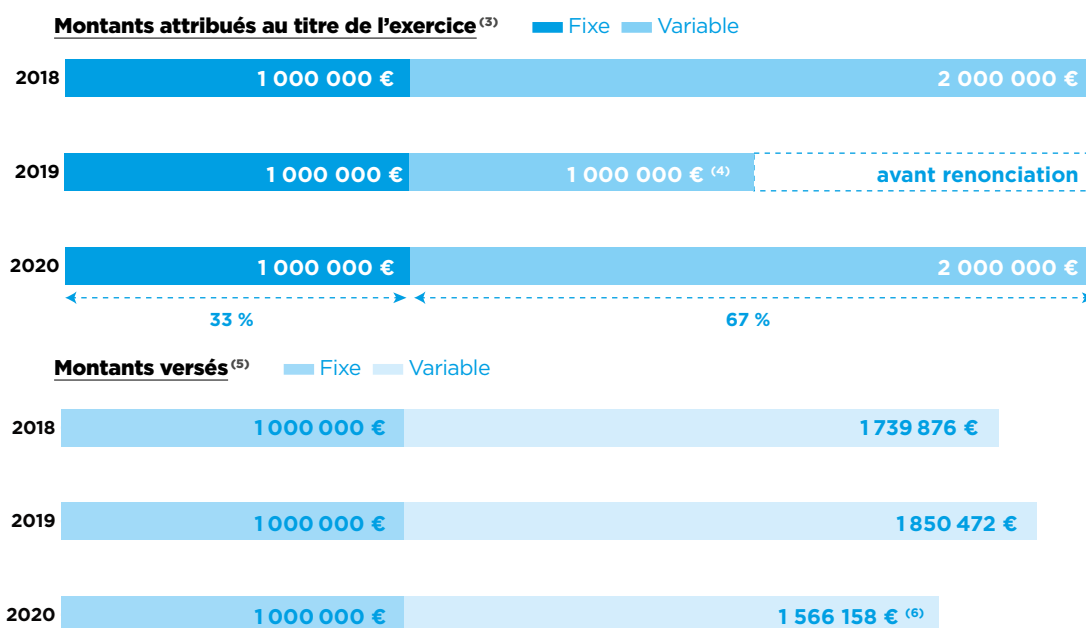 Montants attribués au titre de l’exercice (3) Fixe Variable
2018 1 000 000 € 2 000 000 €
2019 1 000 000 € 1 000 000 € (4) avant renonciation
2020 1 000 000 € 2 000 000 €
33 % 67 %
Montants versés (5) Fixe Variable
2018 1 000 000 € 1 739 876 €
2019 1 000 000 € 1 850 472 €
2020 1 000 000 € 1 566 158 € (6)